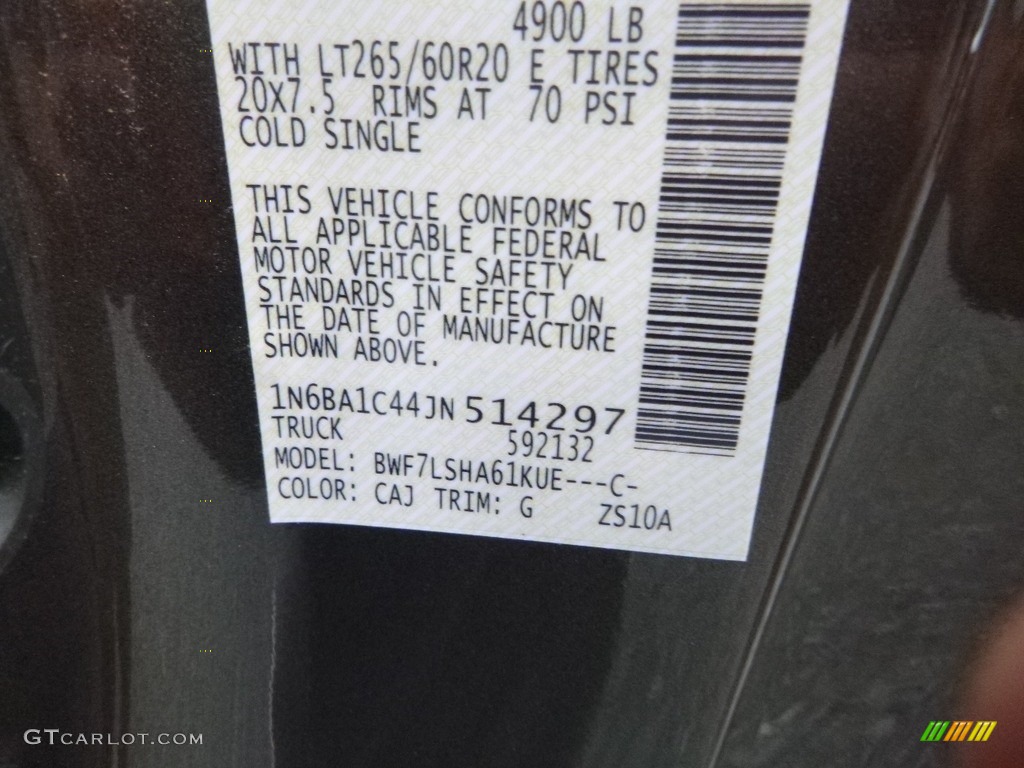 4900 LB
WITH LT265/60R20 E TIRES
20X7.5 RIMS AT 70 PSI
COLD SINGLE
THIS VEHICLE CONFORMS TO
ALL APPLICABLE FEDERAL
MOTOR VEHICLE SAFETY
STANDARDS IN EFFECT ON
THE DATE OF MANUFACTURE
SHOWN ABOVE.
1N6BA1C44JN514297
TRUCK 592132
MODEL: BWF7LSHA61KUE---C-
COLOR: CAJ TRIM: G ZS10A
GTCARLOT.COM